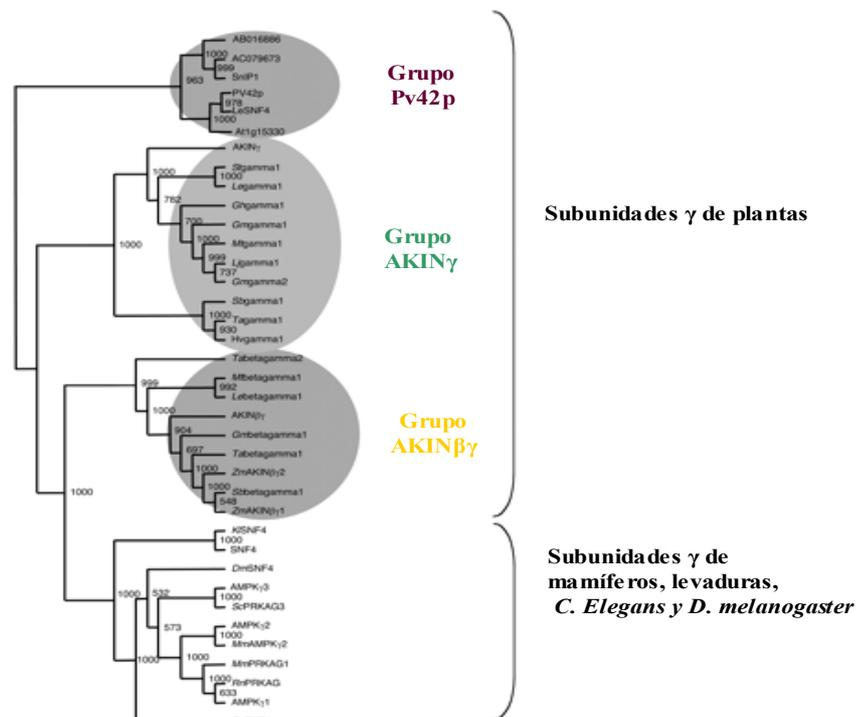 AB016886
1000
AC079673
999
SnIP1
963
PV42p
978
LeSNF4
1000
At1g15330
AKINγ
1000
Stgamma1
1000
Legamma1
762
Ghgamma1
700
Gmgamma1
1000
Mtgamma1
999
Ljgamma1
737
Gmgamma2
1000
Sbgamma1
1000
Tagamma1
930
Hvgamma1
Tabetagamma2
999
Mtbetagamma1
992
Lebetagamma1
1000
AKINβγ
904
Gmbetagamma1
697
Tabetagamma1
1000
ZmAKINβγ2
1000
Sbbetagamma1
548
ZmAKINβγ1
1000
KlSNF4
1000
SNF4
DmSNF4
1000
532
AMPKγ3
1000
ScPRKAG3
573
AMPKγ2
1000
MmAMPKγ2
1000
1000
MmPRKAG1
1000
RnPRKAG
633
AMPKγ1
Grupo
Pv42p
Grupo
AKINγ
Grupo
AKINβγ
Subunidades γ de plantas
Subunidades γ de
mamíferos, levaduras,
C. Elegans y D. melanogaster